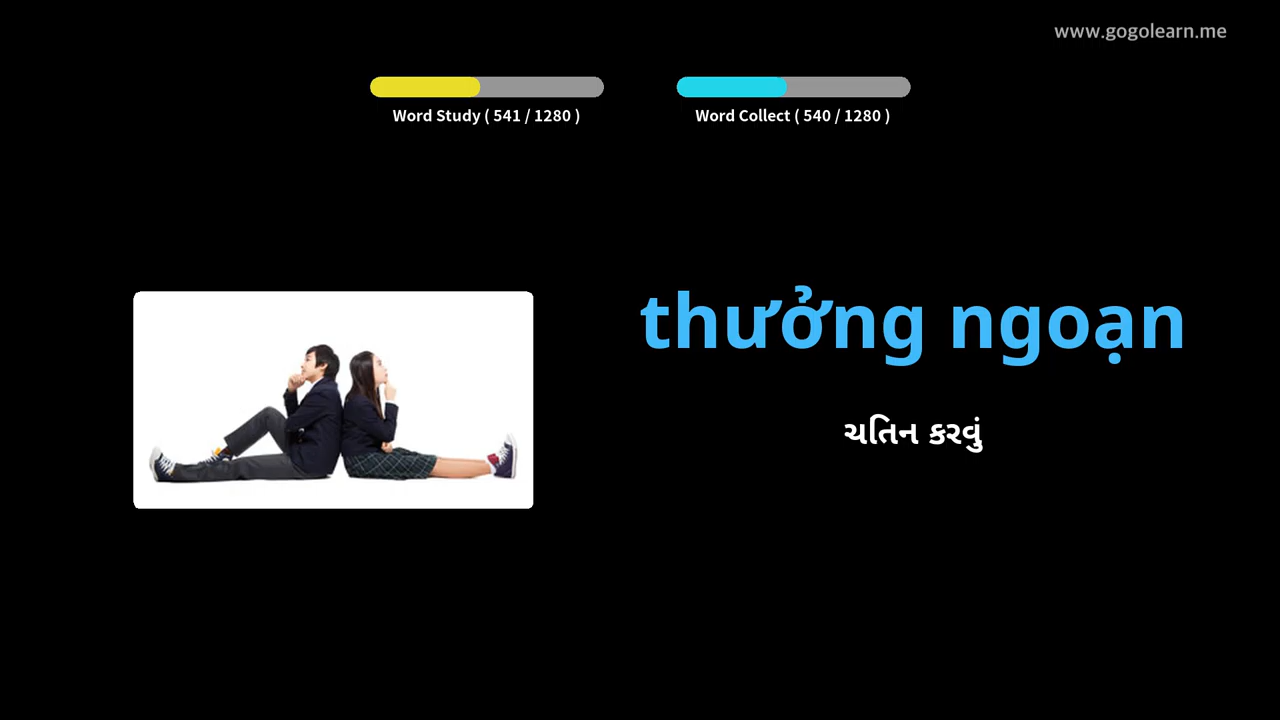 www.gogolearn.me
Word Study ( 541 / 1280 )
Word Collect ( 540 / 1280 )
thưởng ngoạn
ચતિન કરવું